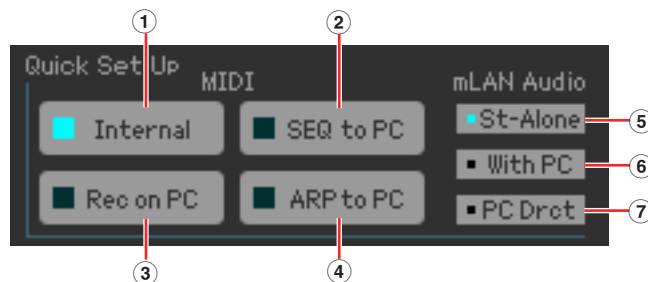 1 2
Quick Set Up
MIDI
mLAN Audio
Internal
SEQ to PC
St-Alone
5
With PC
6
Rec on PC
ARP to PC
PC Drct
7
3 4